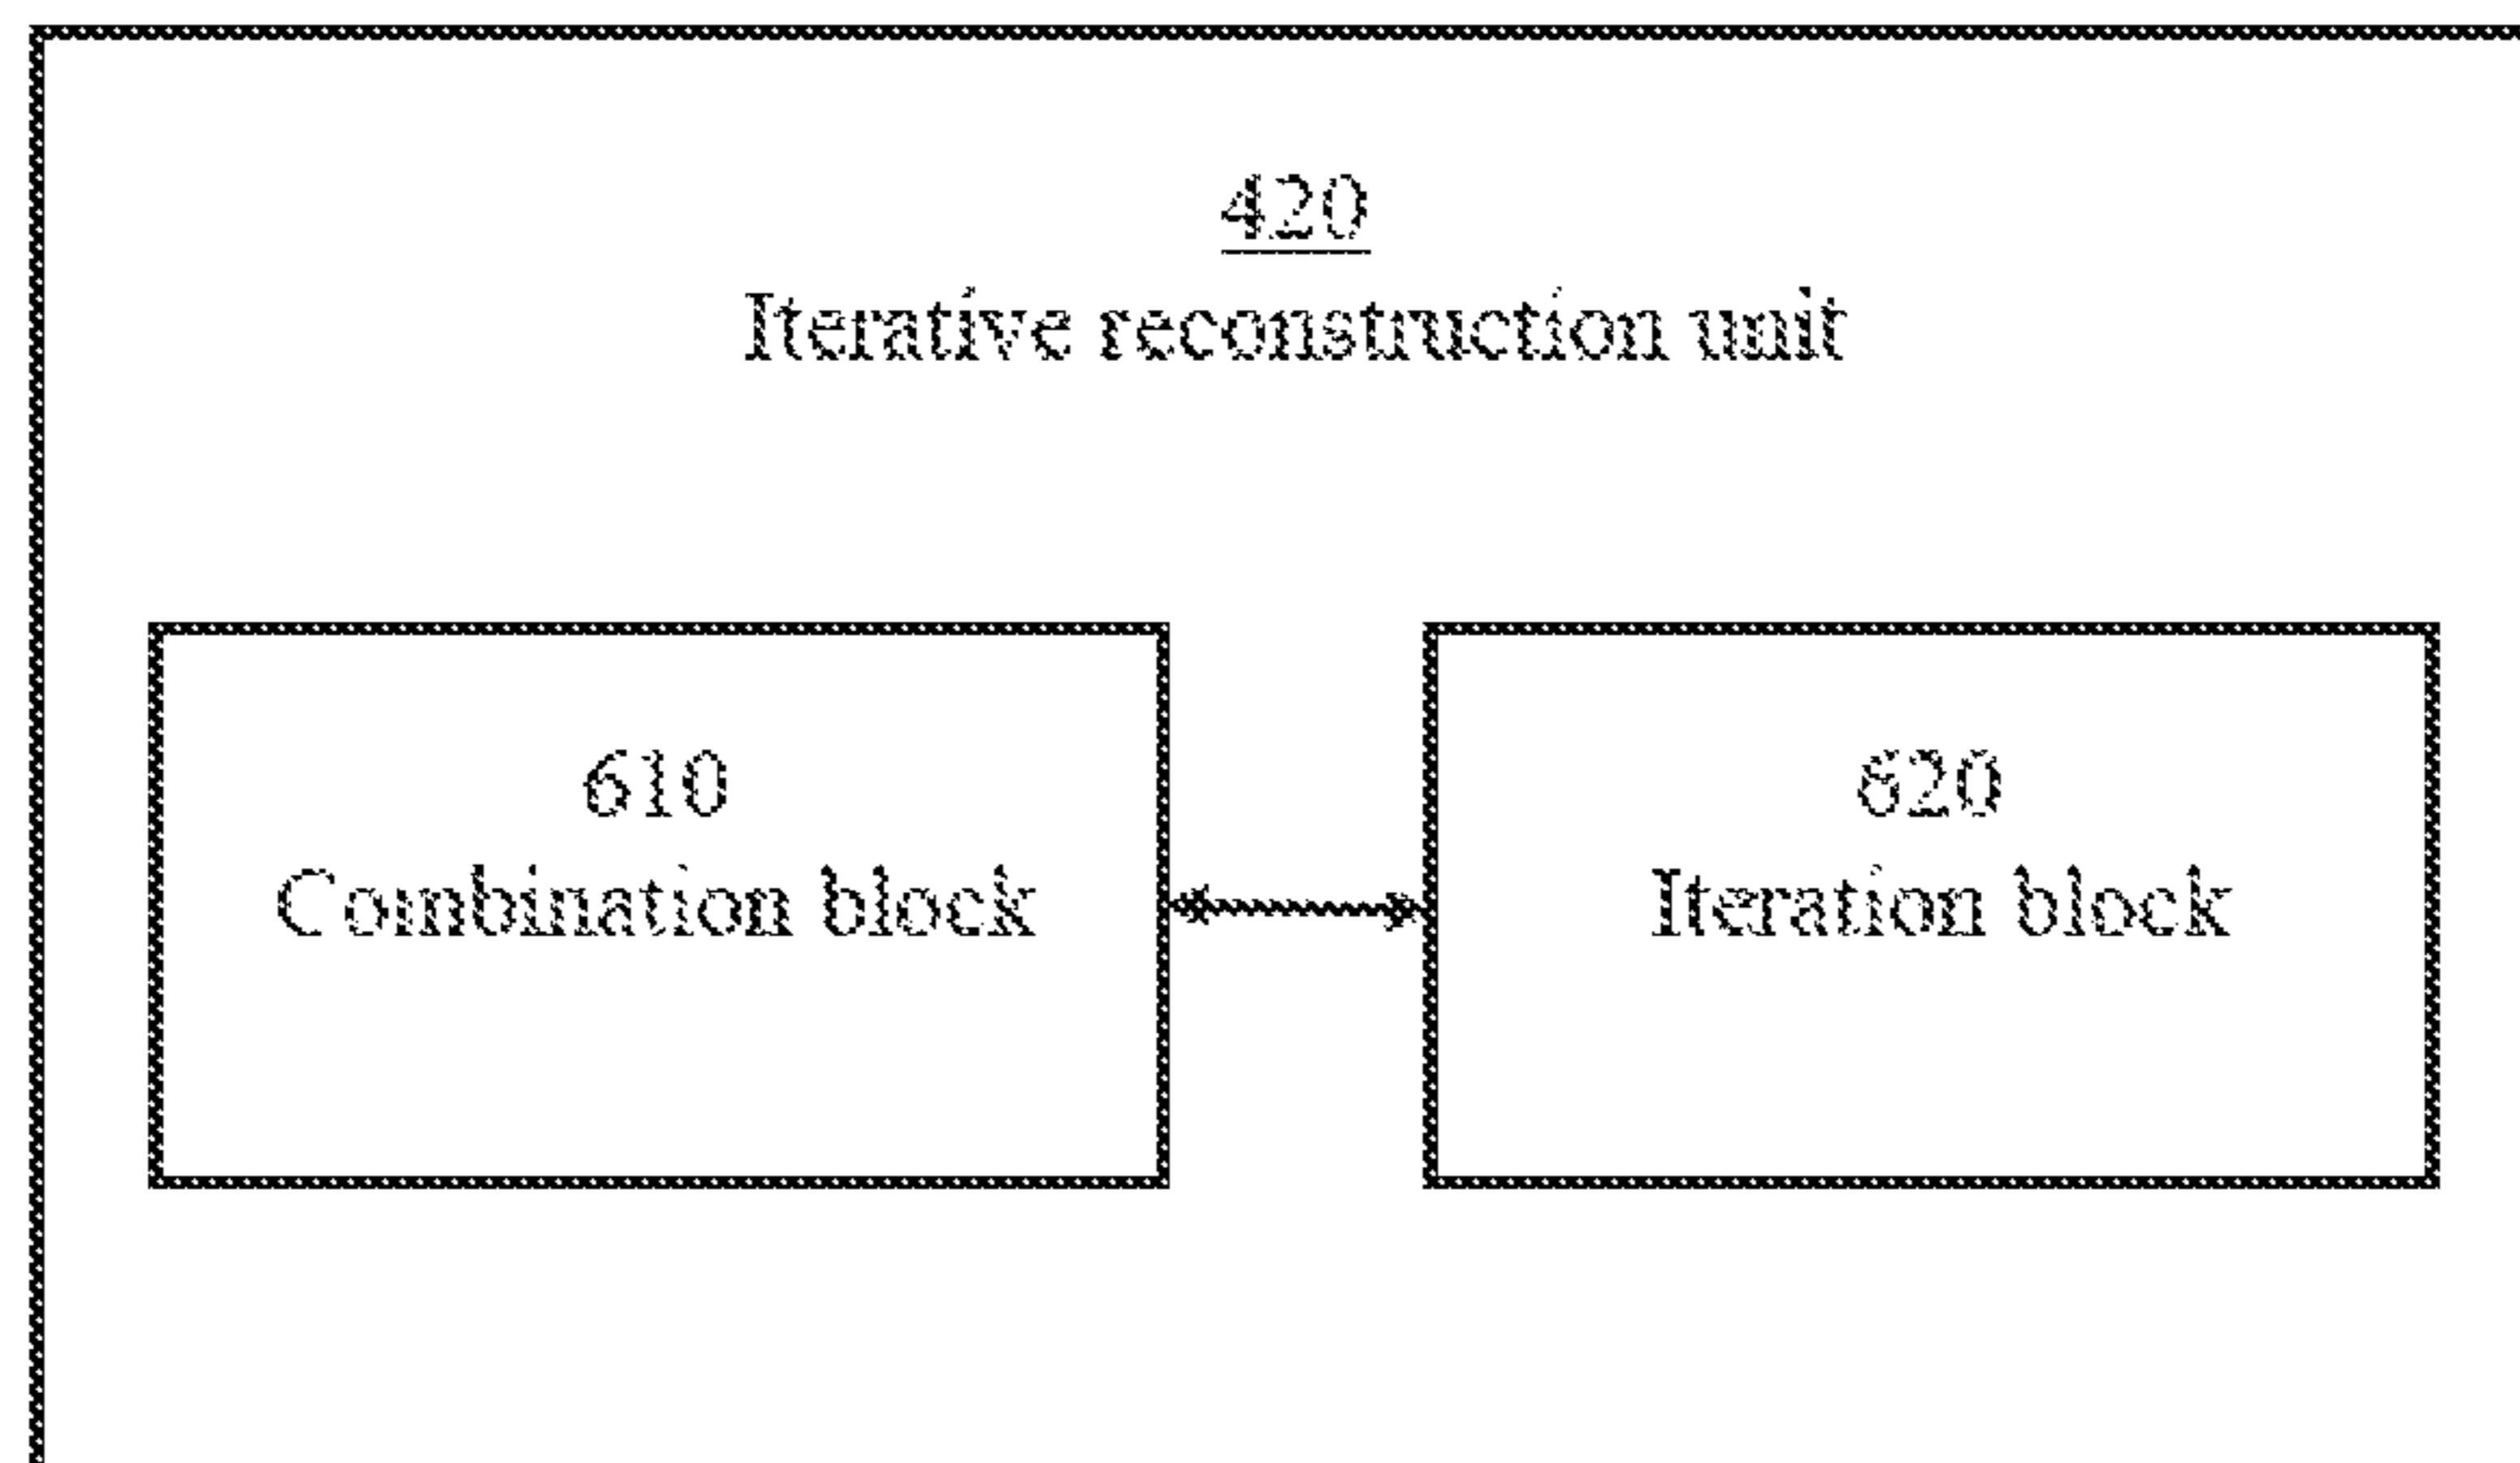 420
Iterative reconstruction unit
610
Combination block
620
Iteration block